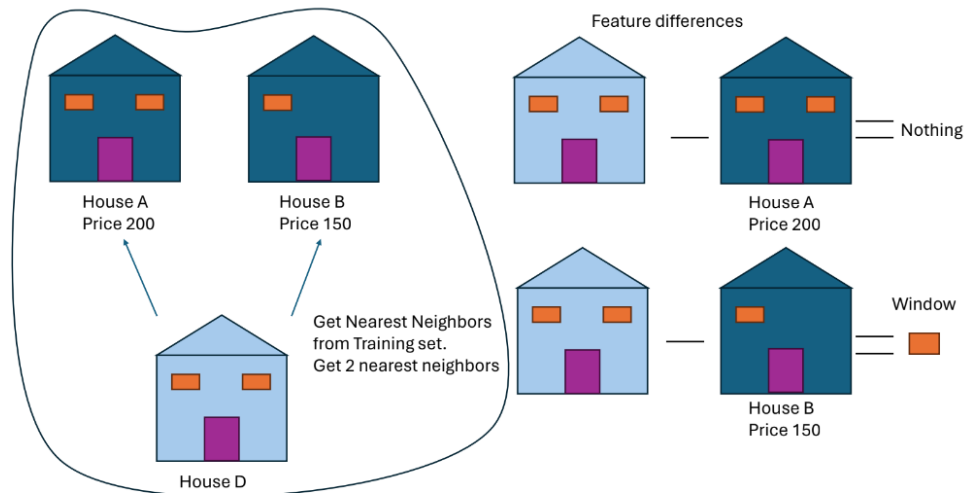 House A
Price 200
House B
Price 150
Get Nearest Neighbors
from Training set.
Get 2 nearest neighbors
House D
Feature differences
Nothing
House A
Price 200
Window
House B
Price 150